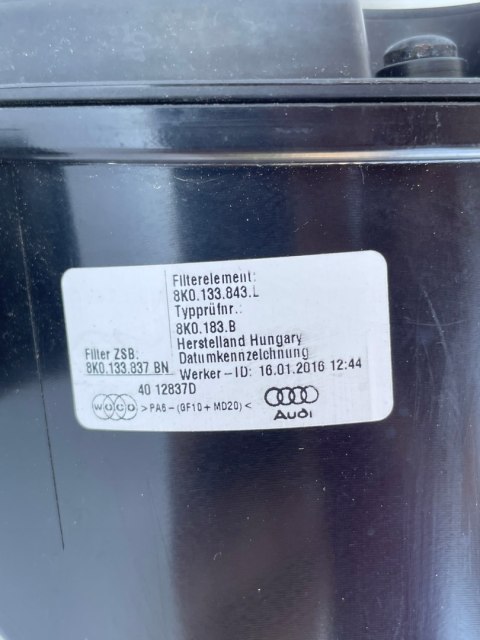 Filterelement:
8K0.133.843.L
Typprüfnr.:
8K0.183.B
Herstelland Hungary
Filter ZSB:
Datumkennzeichnung
8K0.133.837 BN
Werker-ID: 16.01.2016 12:44
40 12837D
WOCO >PA6-(GF10+MD20)<
Audi